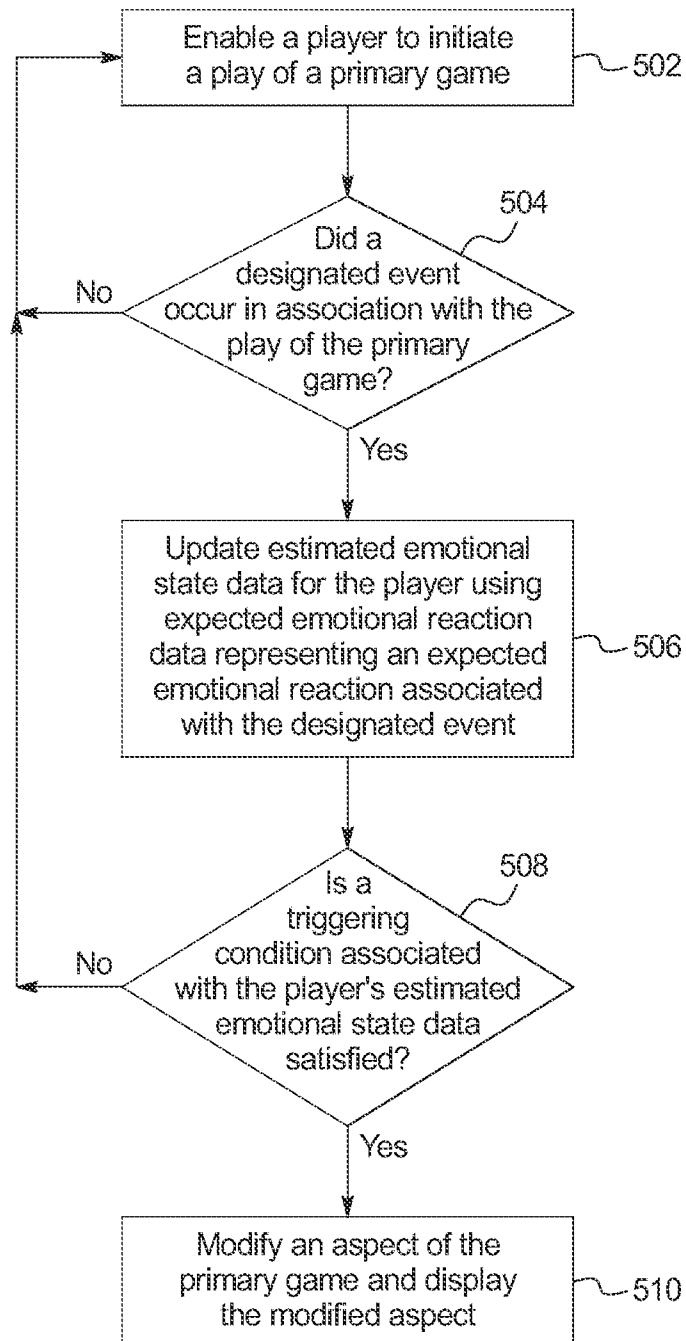 Enable a player to initiate
a play of a primary game
502
504
Did a
designated event
occur in association with the
play of the primary
game?
No
Yes
Update estimated emotional
state data for the player using
expected emotional reaction
data representing an expected
emotional reaction associated
with the designated event
506
508
Is a
triggering
condition associated
with the player's estimated
emotional state data
satisfied?
No
Yes
Modify an aspect of the
primary game and display
the modified aspect
510